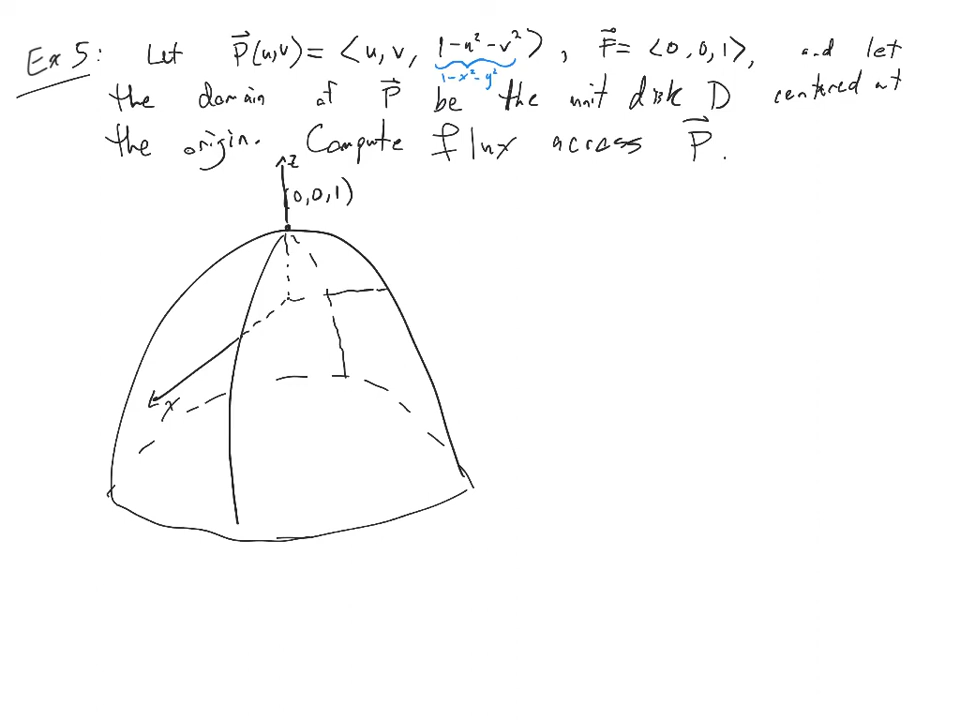 Ex 5: Let P⃗(u,v) = ⟨u, v, 1-u²-v²⟩, F⃗ = ⟨0, 0, 1⟩, and let
1-x²-y²
the domain of P⃗ be the unit disk D centered at
the origin. Compute flux across P⃗.
z
(0,0,1)
x